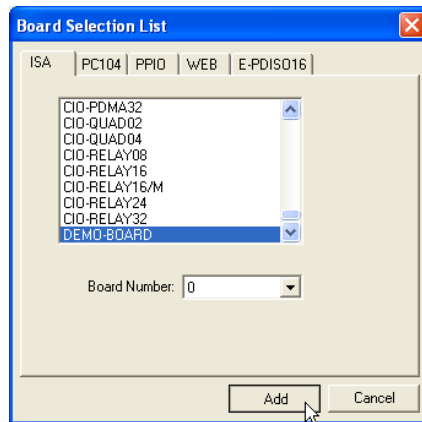 Board Selection List
ISA PC104 PPIO WEB E-PDISO16
CIO-PDMA32
CIO-QUAD02
CIO-QUAD04
CIO-RELAY08
CIO-RELAY16
CIO-RELAY16/M
CIO-RELAY24
CIO-RELAY32
DEMO-BOARD
Board Number: 0
Add Cancel